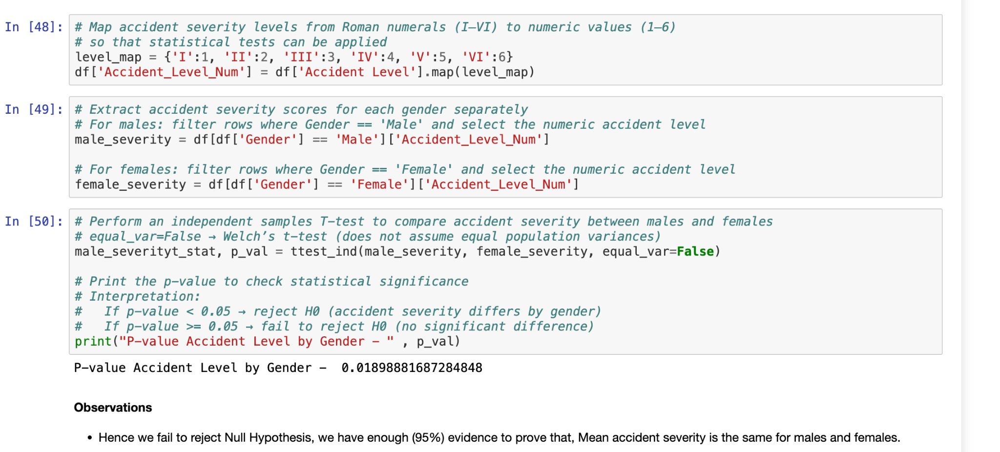 In [48]: # Map accident severity levels from Roman numerals (I–VI) to numeric values (1–6)
# so that statistical tests can be applied
level_map = {'I':1, 'II':2, 'III':3, 'IV':4, 'V':5, 'VI':6}
df['Accident_Level_Num'] = df['Accident Level'].map(level_map)
In [49]: # Extract accident severity scores for each gender separately
# For males: filter rows where Gender == 'Male' and select the numeric accident level
male_severity = df[df['Gender'] == 'Male']['Accident_Level_Num']
# For females: filter rows where Gender == 'Female' and select the numeric accident level
female_severity = df[df['Gender'] == 'Female']['Accident_Level_Num']
In [50]: # Perform an independent samples T-test to compare accident severity between males and females
# equal_var=False → Welch’s t-test (does not assume equal population variances)
male_severityt_stat, p_val = ttest_ind(male_severity, female_severity, equal_var=False)
# Print the p-value to check statistical significance
# Interpretation:
#   If p-value < 0.05 → reject H0 (accident severity differs by gender)
#   If p-value >= 0.05 → fail to reject H0 (no significant difference)
print("P-value Accident Level by Gender - " , p_val)
P-value Accident Level by Gender -  0.01898881687284848
Observations
• Hence we fail to reject Null Hypothesis, we have enough (95%) evidence to prove that, Mean accident severity is the same for males and females.